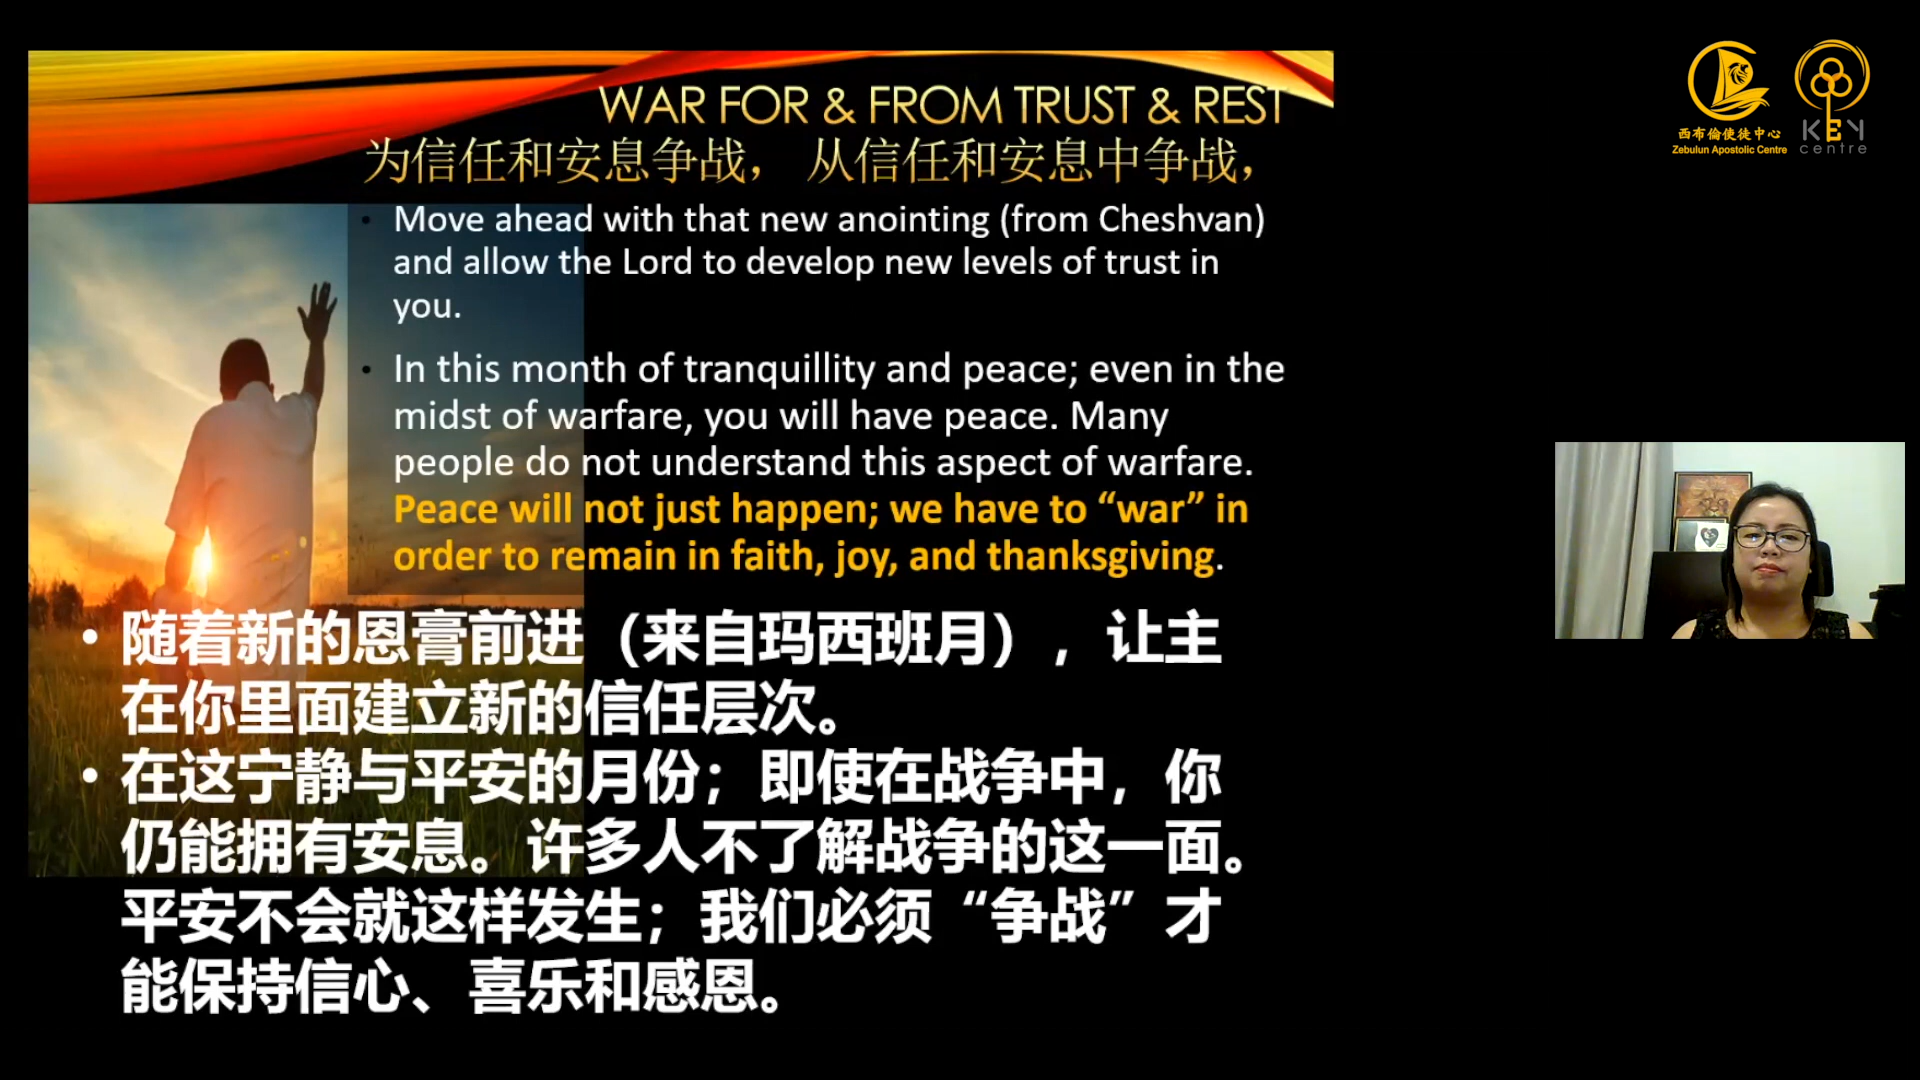 WAR FOR & FROM TRUST & REST
为信任和安息争战， 从信任和安息中争战，
• Move ahead with that new anointing (from Cheshvan)
and allow the Lord to develop new levels of trust in
you.
• In this month of tranquillity and peace; even in the
midst of warfare, you will have peace. Many
people do not understand this aspect of warfare.
Peace will not just happen; we have to “war” in
order to remain in faith, joy, and thanksgiving.
• 随着新的恩膏前进（来自玛西班月），让主
在你里面建立新的信任层次。
• 在这宁静与平安的月份；即使在战争中，你
仍能拥有安息。许多人不了解战争的这一面。
平安不会就这样发生；我们必须“争战”才
能保持信心、喜乐和感恩。
西布倫使徒中心
Zebulun Apostolic Centre
KEY
centre